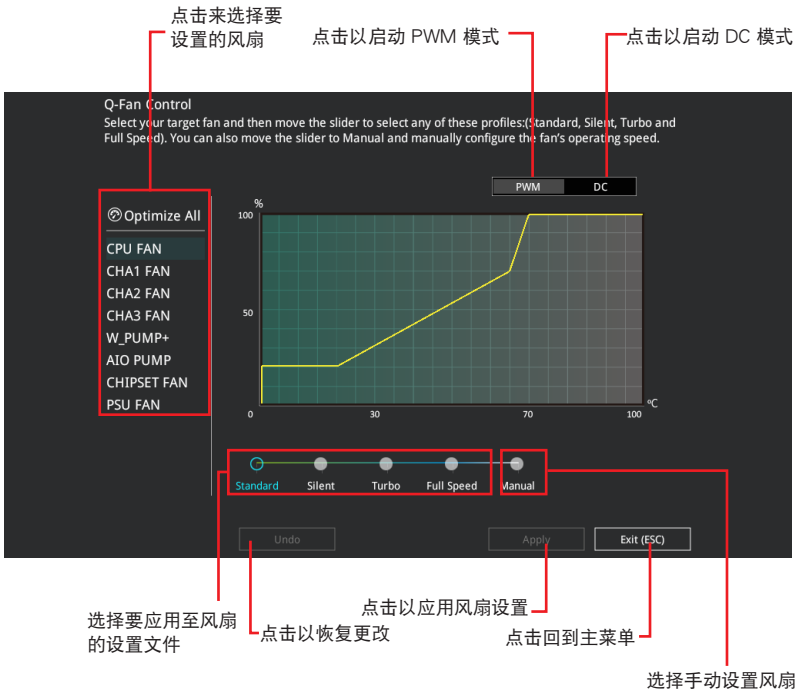 点击来选择要
设置的风扇
点击以启动 PWM 模式
点击以启动 DC 模式
Q-Fan Control
Select your target fan and then move the slider to select any of these profiles:(Standard, Silent, Turbo and
Full Speed). You can also move the slider to Manual and manually configure the fan's operating speed.
PWM
DC
Optimize All
CPU FAN
CHA1 FAN
CHA2 FAN
CHA3 FAN
W_PUMP+
AIO PUMP
CHIPSET FAN
PSU FAN
%
100
50
0
30
70
100
ºC
Standard
Silent
Turbo
Full Speed
Manual
Undo
Apply
Exit (ESC)
选择要应用至风扇
的设置文件
点击以恢复更改
点击以应用风扇设置
点击回到主菜单
选择手动设置风扇